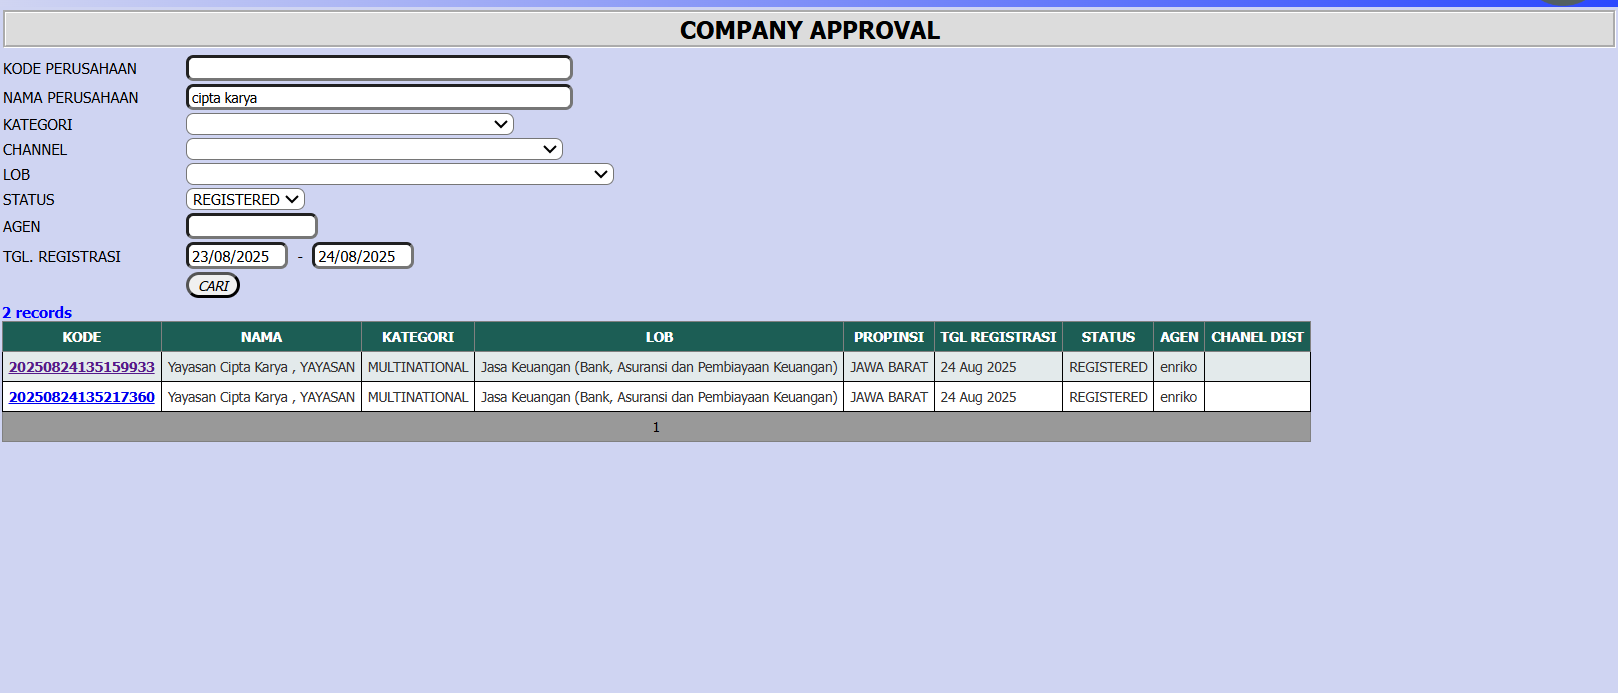 COMPANY APPROVAL
KODE PERUSAHAAN
NAMA PERUSAHAAN cipta karya
KATEGORI
CHANNEL
LOB
STATUS REGISTERED
AGEN
TGL. REGISTRASI 23/08/2025 - 24/08/2025
CARI
2 records
KODE NAMA KATEGORI LOB PROPINSI TGL REGISTRASI STATUS AGEN CHANEL DIST
20250824135159933 Yayasan Cipta Karya , YAYASAN MULTINATIONAL Jasa Keuangan (Bank, Asuransi dan Pembiayaan Keuangan) JAWA BARAT 24 Aug 2025 REGISTERED enriko
20250824135217360 Yayasan Cipta Karya , YAYASAN MULTINATIONAL Jasa Keuangan (Bank, Asuransi dan Pembiayaan Keuangan) JAWA BARAT 24 Aug 2025 REGISTERED enriko
1